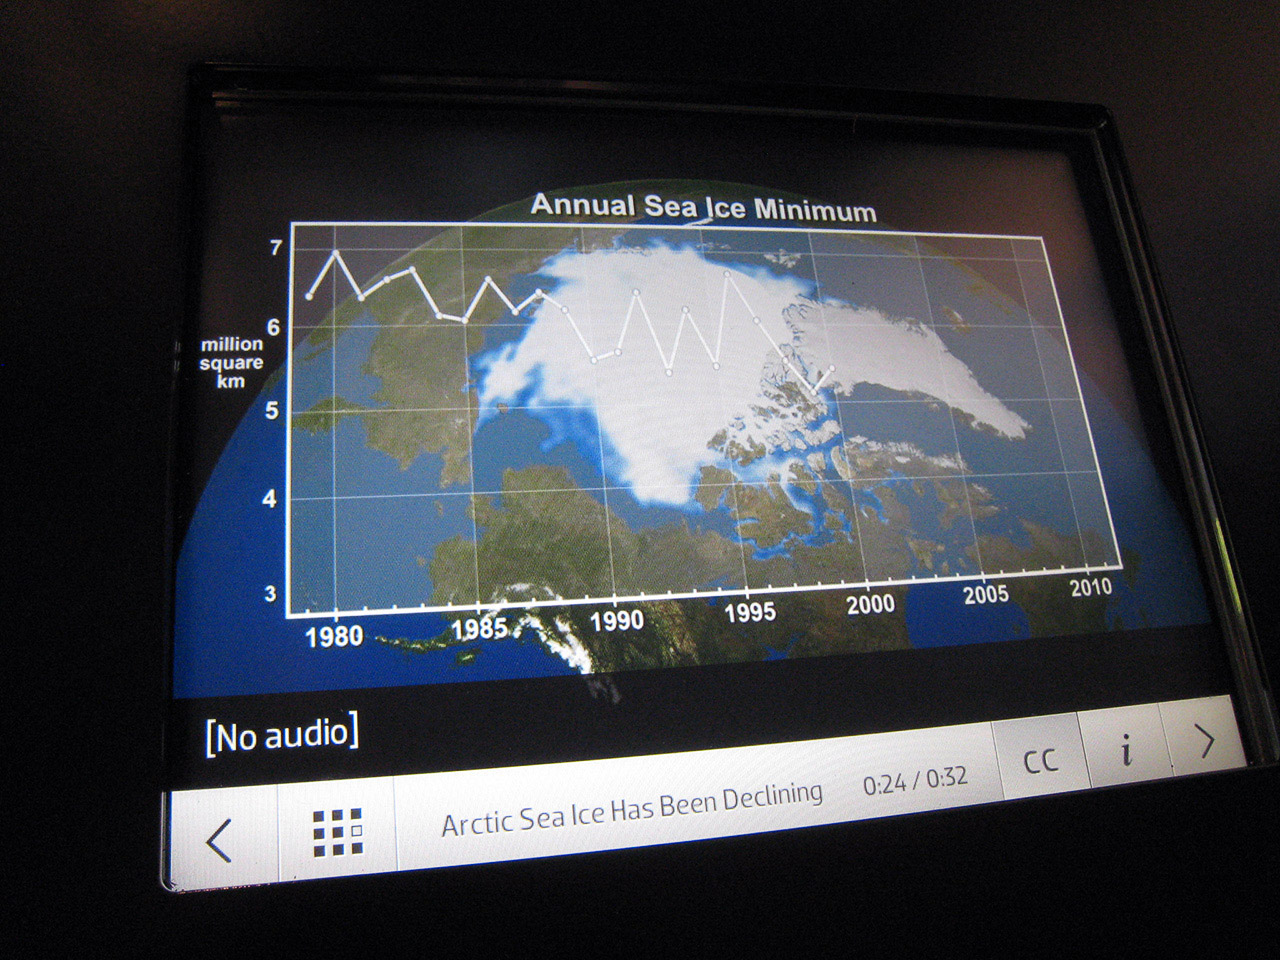 Annual Sea Ice Minimum
7
6
million
square
km
5
4
3
1980 1985 1990 1995 2000 2005 2010
[No audio]
Arctic Sea Ice Has Been Declining 0:24 / 0:32 CC i